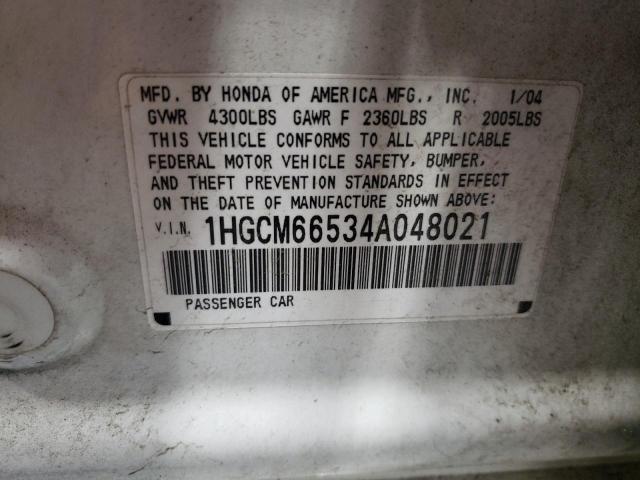 MFD. BY HONDA OF AMERICA MFG., INC. 1/04
GVWR 4300LBS GAWR F 2360LBS R 2005LBS
THIS VEHICLE CONFORMS TO ALL APPLICABLE
FEDERAL MOTOR VEHICLE SAFETY, BUMPER,
AND THEFT PREVENTION STANDARDS IN EFFECT
ON THE DATE OF MANUFACTURE SHOWN ABOVE:
V.I.N. 1HGCM66534A048021
PASSENGER CAR